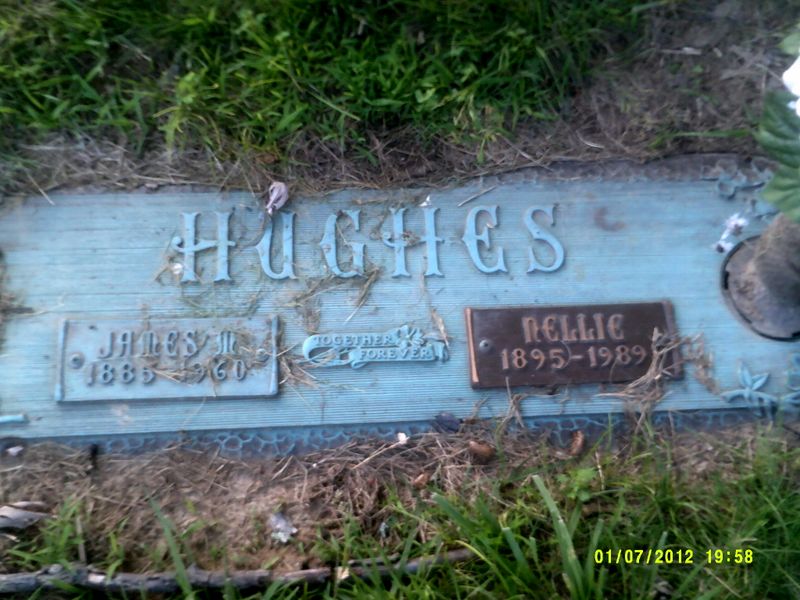 HUGHES
JAMES M.
1885 1960
TOGETHER
FOREVER
NELLIE
1895-1989
01/07/2012 19:58